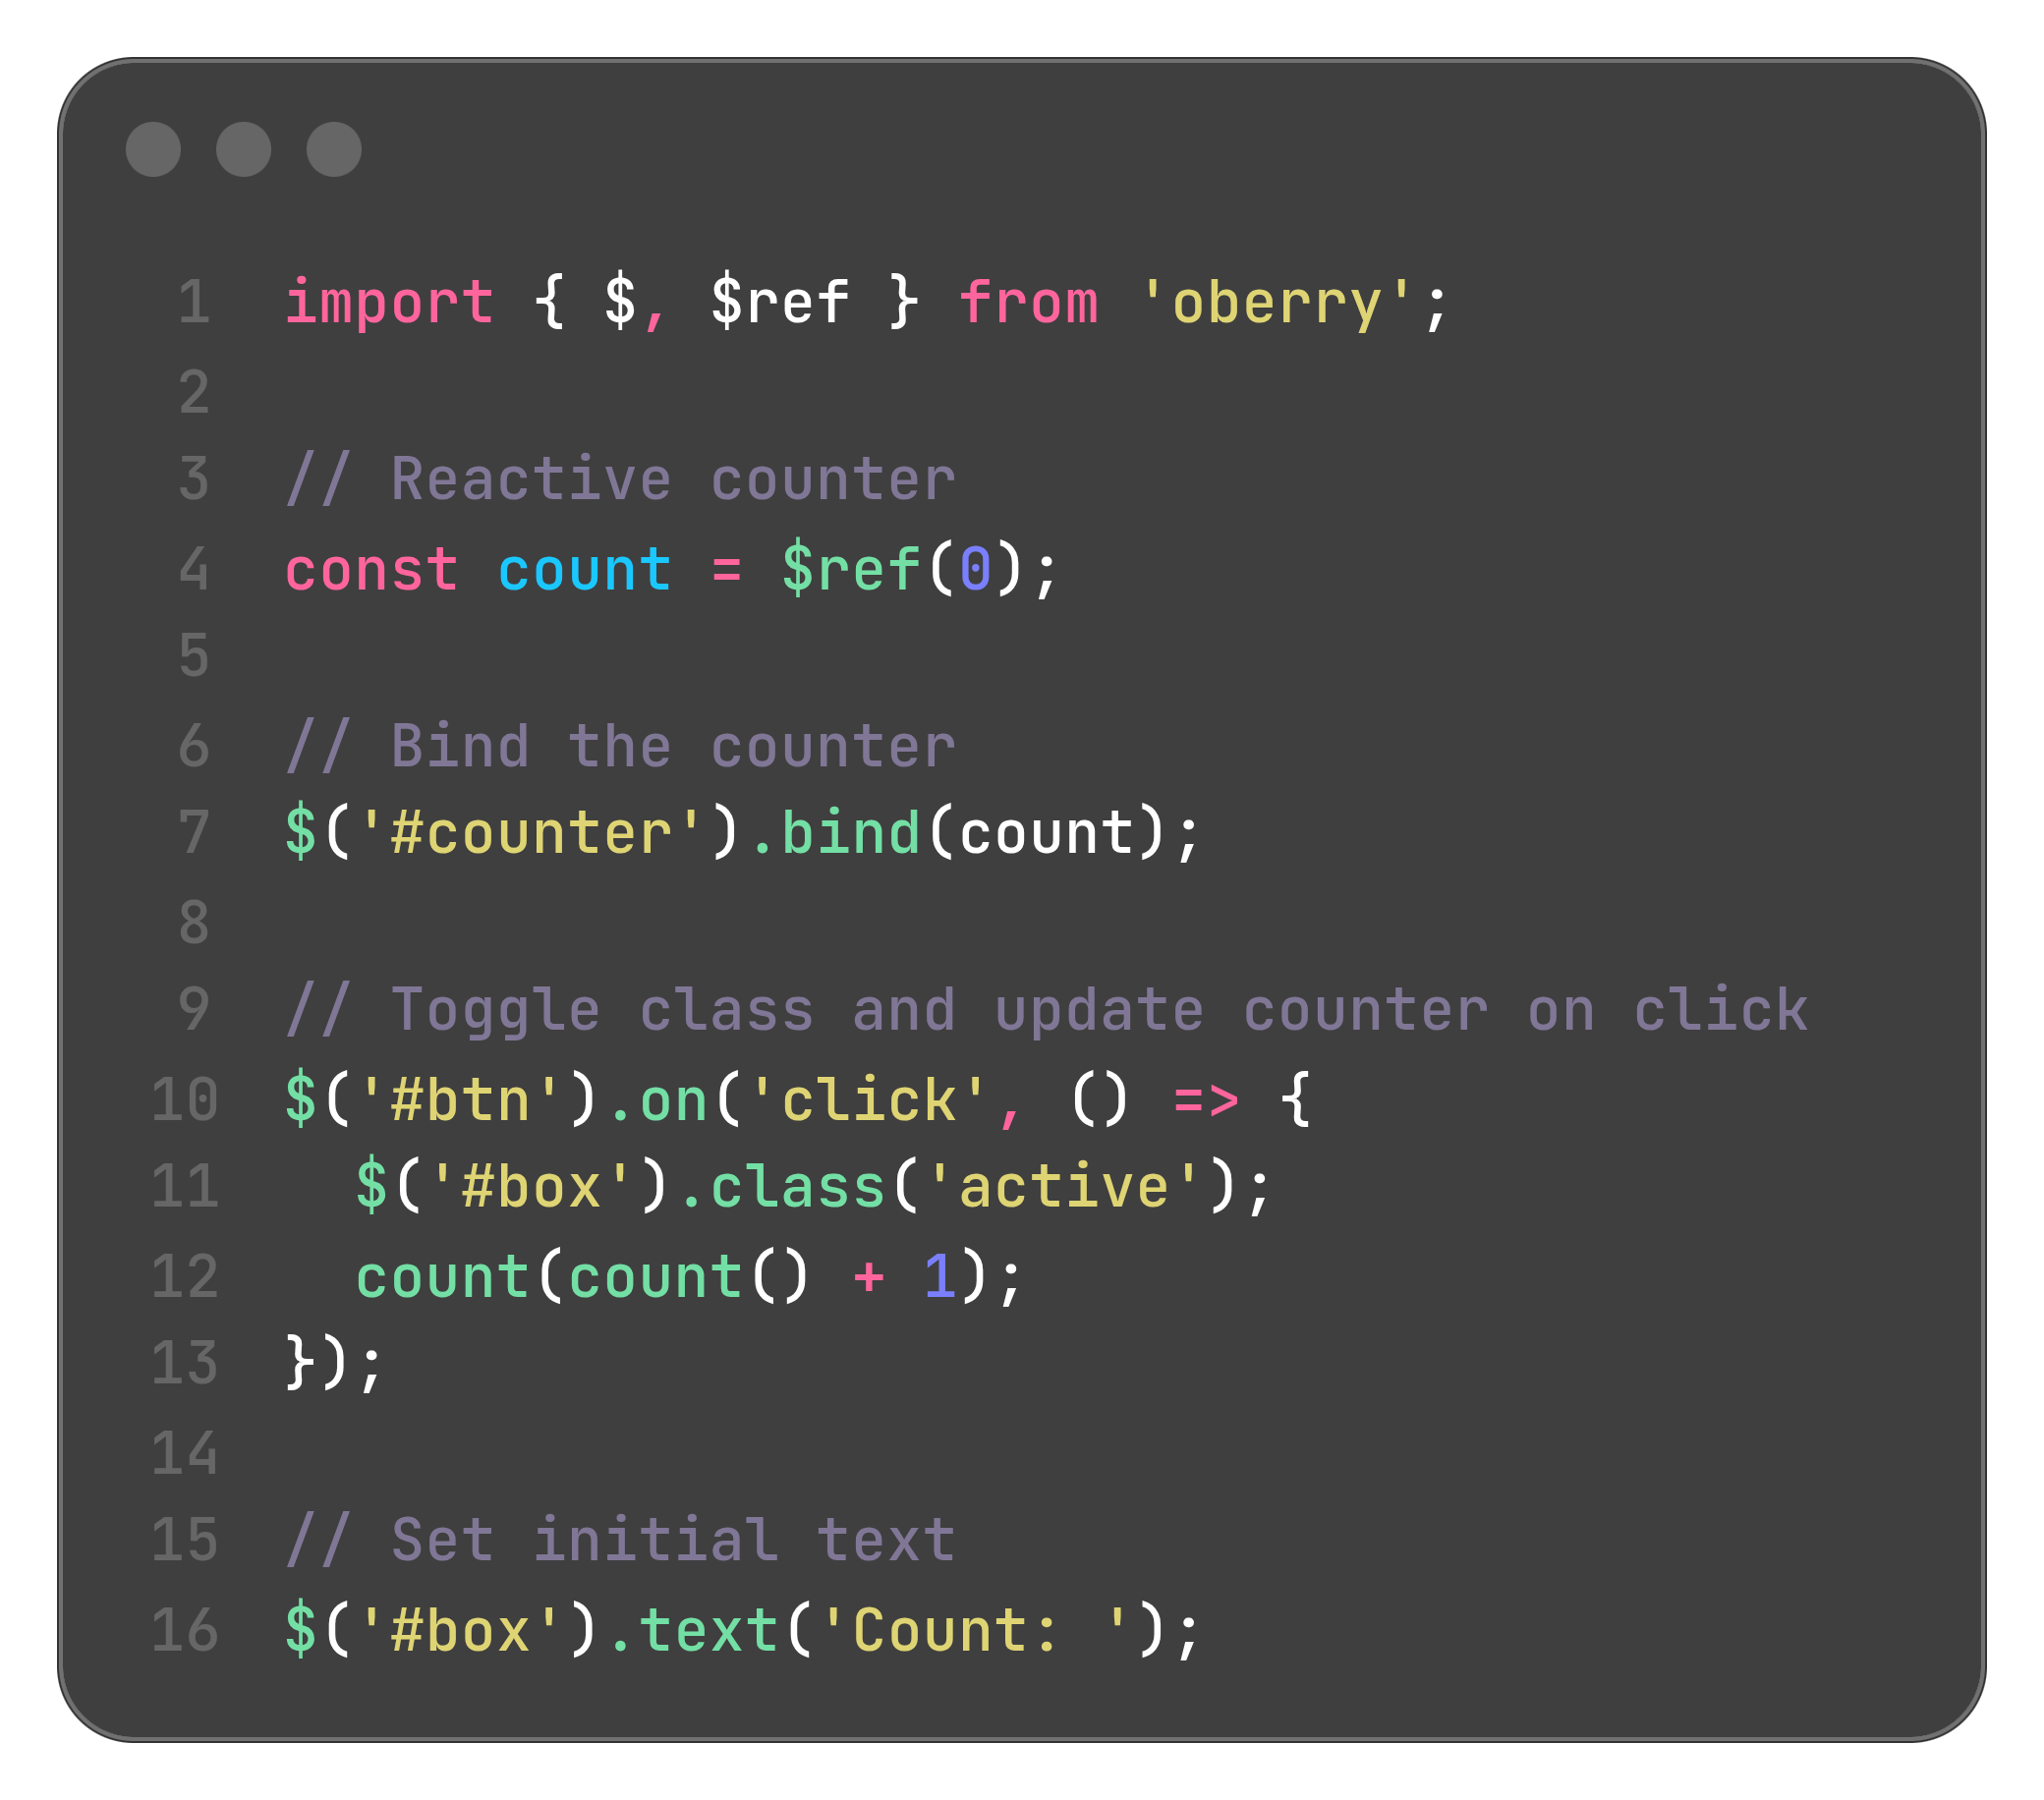 1 import { $, $ref } from 'oberry';
2
3 // Reactive counter
4 const count = $ref(0);
5
6 // Bind the counter
7 $('#counter').bind(count);
8
9 // Toggle class and update counter on click
10 $('#btn').on('click', () => {
11   $('#box').class('active');
12   count(count() + 1);
13 });
14
15 // Set initial text
16 $('#box').text('Count: ');